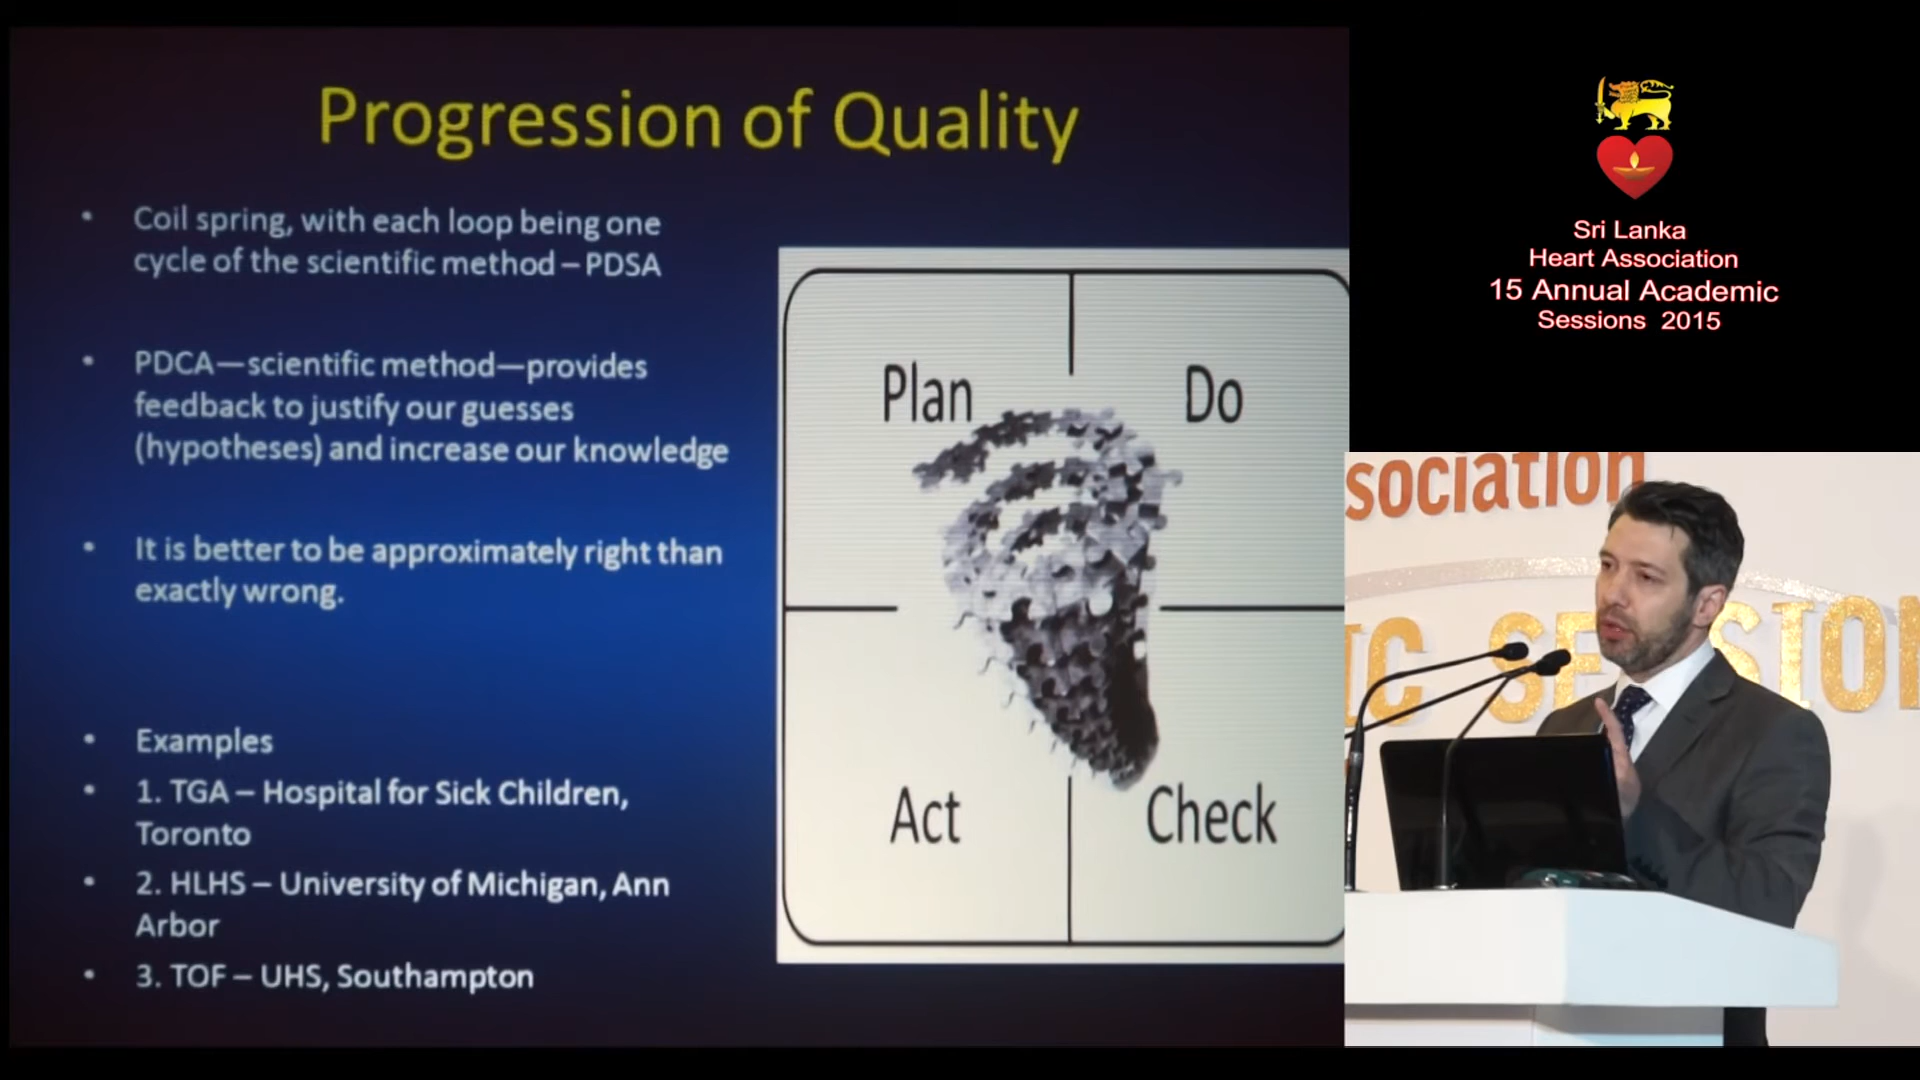 Progression of Quality
• Coil spring, with each loop being one
cycle of the scientific method – PDSA
• PDCA—scientific method—provides
feedback to justify our guesses
(hypotheses) and increase our knowledge
• It is better to be approximately right than
exactly wrong.
• Examples
• 1. TGA – Hospital for Sick Children,
Toronto
• 2. HLHS – University of Michigan, Ann
Arbor
• 3. TOF – UHS, Southampton
Plan
Do
Act
Check
Sri Lanka
Heart Association
15 Annual Academic
Sessions 2015
sociation
IC SESSION